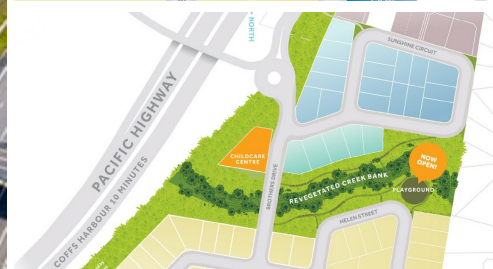 NORTH
SUNSHINE CIRCUIT
PACIFIC HIGHWAY
COFFS HARBOUR 10 MINUTES
CHILDCARE
CENTRE
NOW
OPEN!
BROTHERS DRIVE
REVEGETATED CREEK BANK
PLAYGROUND
HELEN STREET